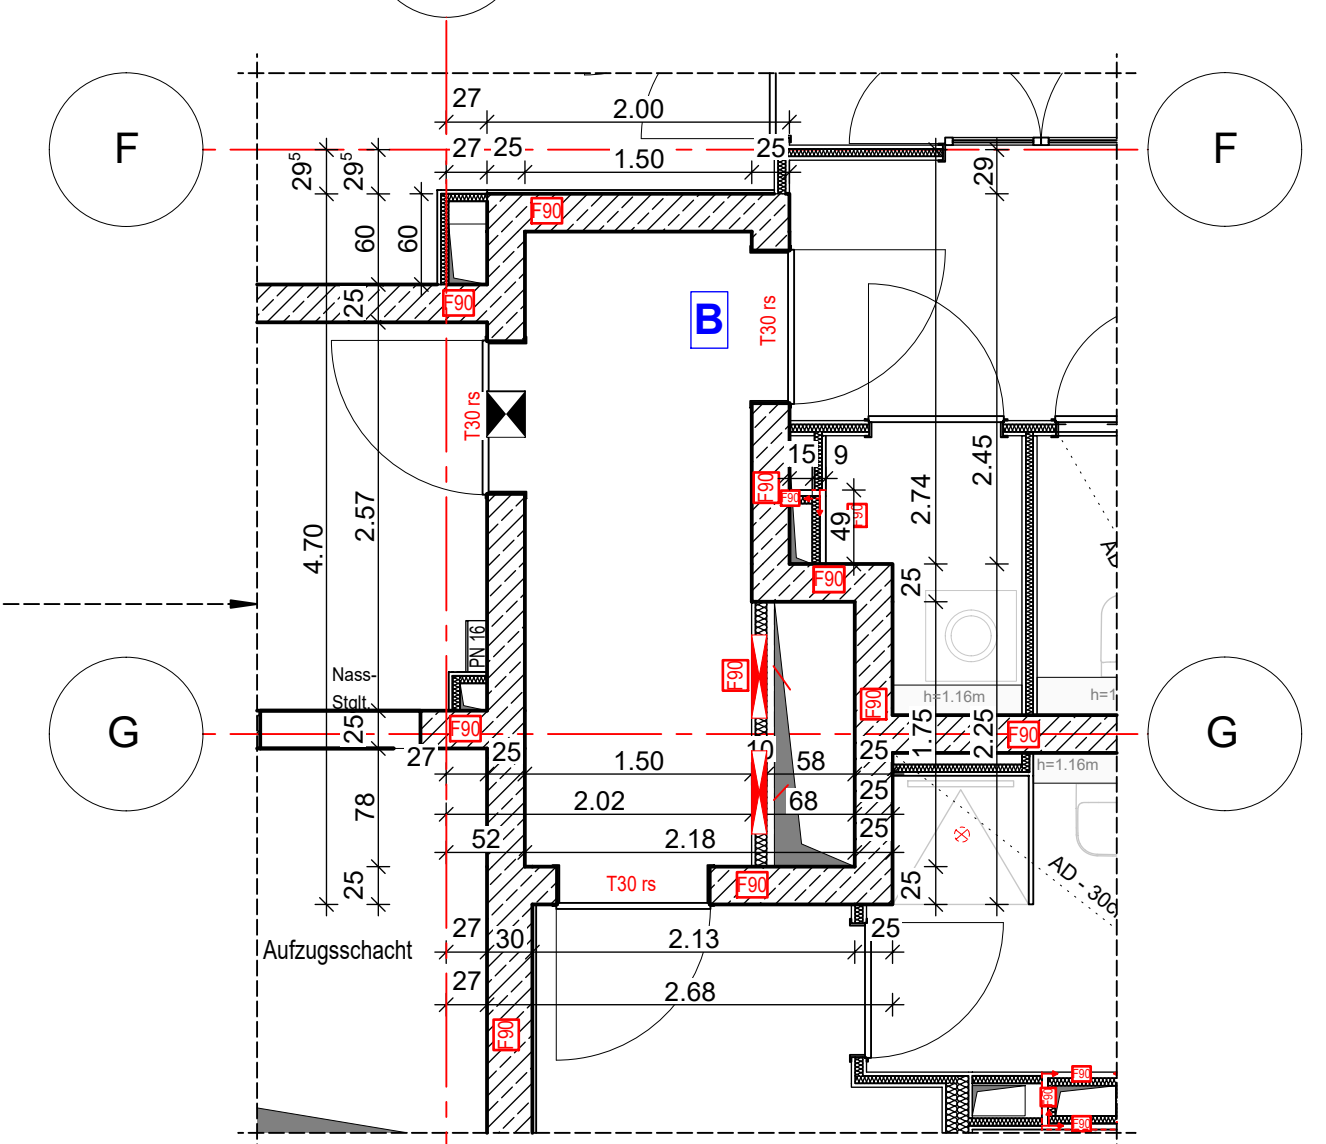 27
2.00
F
27
25
1.50
25
F
29⁵
29⁵
29
F90
60
60
25
F90
B
T30 rs
T30 rs
15
9
2.45
2.74
F90
F90
F90
49
2.57
4.70
AD
F90
25
PN 16
Nass-
Stglt.
F90
F90
h=1.16m
h=1
G
25
F90
27
25
1.50
10
58
25
1.75
2.25
F90
G
h=1.16m
78
2.02
68
25
52
2.18
25
25
T30 rs
F90
25
AD - 30c
Aufzugsschacht
27
30
2.13
25
27
2.68
F90
F90
F90
F90